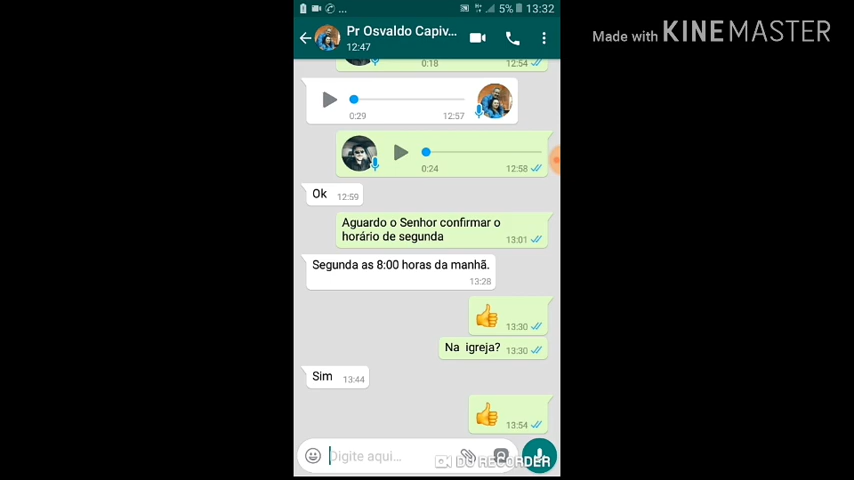 ... 5% 13:32
Pr Osvaldo Capiv...
12:47
Made with KINEMASTER
0:18 12:54
0:29 12:57
0:24 12:58
Ok 12:59
Aguardo o Senhor confirmar o
horário de segunda 13:01
Segunda as 8:00 horas da manhã.
13:28
13:30
Na igreja? 13:30
Sim 13:44
13:54
Digite aqui...
DU RECORDER